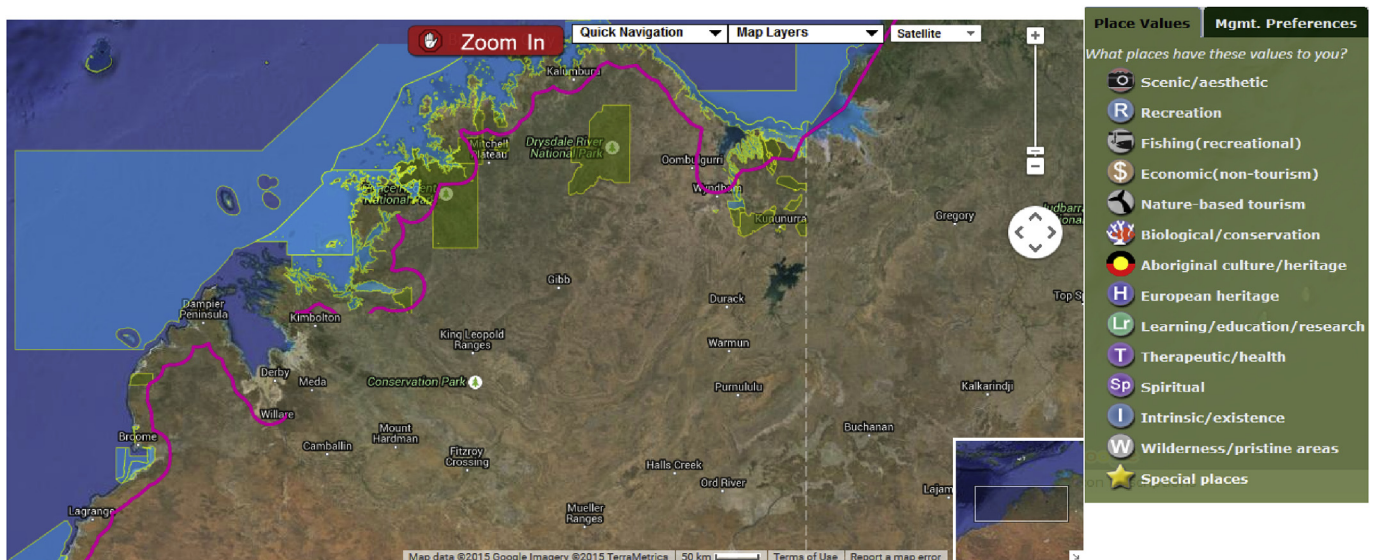 Zoom In
Quick Navigation
Map Layers
Satellite
Place Values
Mgmt. Preferences
What places have these values to you?
Scenic/aesthetic
R Recreation
Fishing(recreational)
$ Economic(non-tourism)
Nature-based tourism
Biological/conservation
Aboriginal culture/heritage
H European heritage
Lr Learning/education/research
T Therapeutic/health
Sp Spiritual
I Intrinsic/existence
W Wilderness/pristine areas
Special places
Kalumburu
Mitchell
Plateau
Drysdale River
National Park
Oombulgurri
National Park
Wyndham
Kununurra
Gregory
Gibb
Durack
Top S
Dampier
Peninsula
Kimbolton
King Leopold
Ranges
Warmun
Derby
Meda
Conservation Park
Purnululu
Kalkarindji
Willare
Broome
Camballin
Mount
Hardman
Fitzroy
Crossing
Buchanan
Halls Creek
Ord River
Lajam
Lagrange
Mueller
Ranges
Map data ©2015 Google Imagery ©2015 TerraMetrics
50 km
Terms of Use
Report a map error